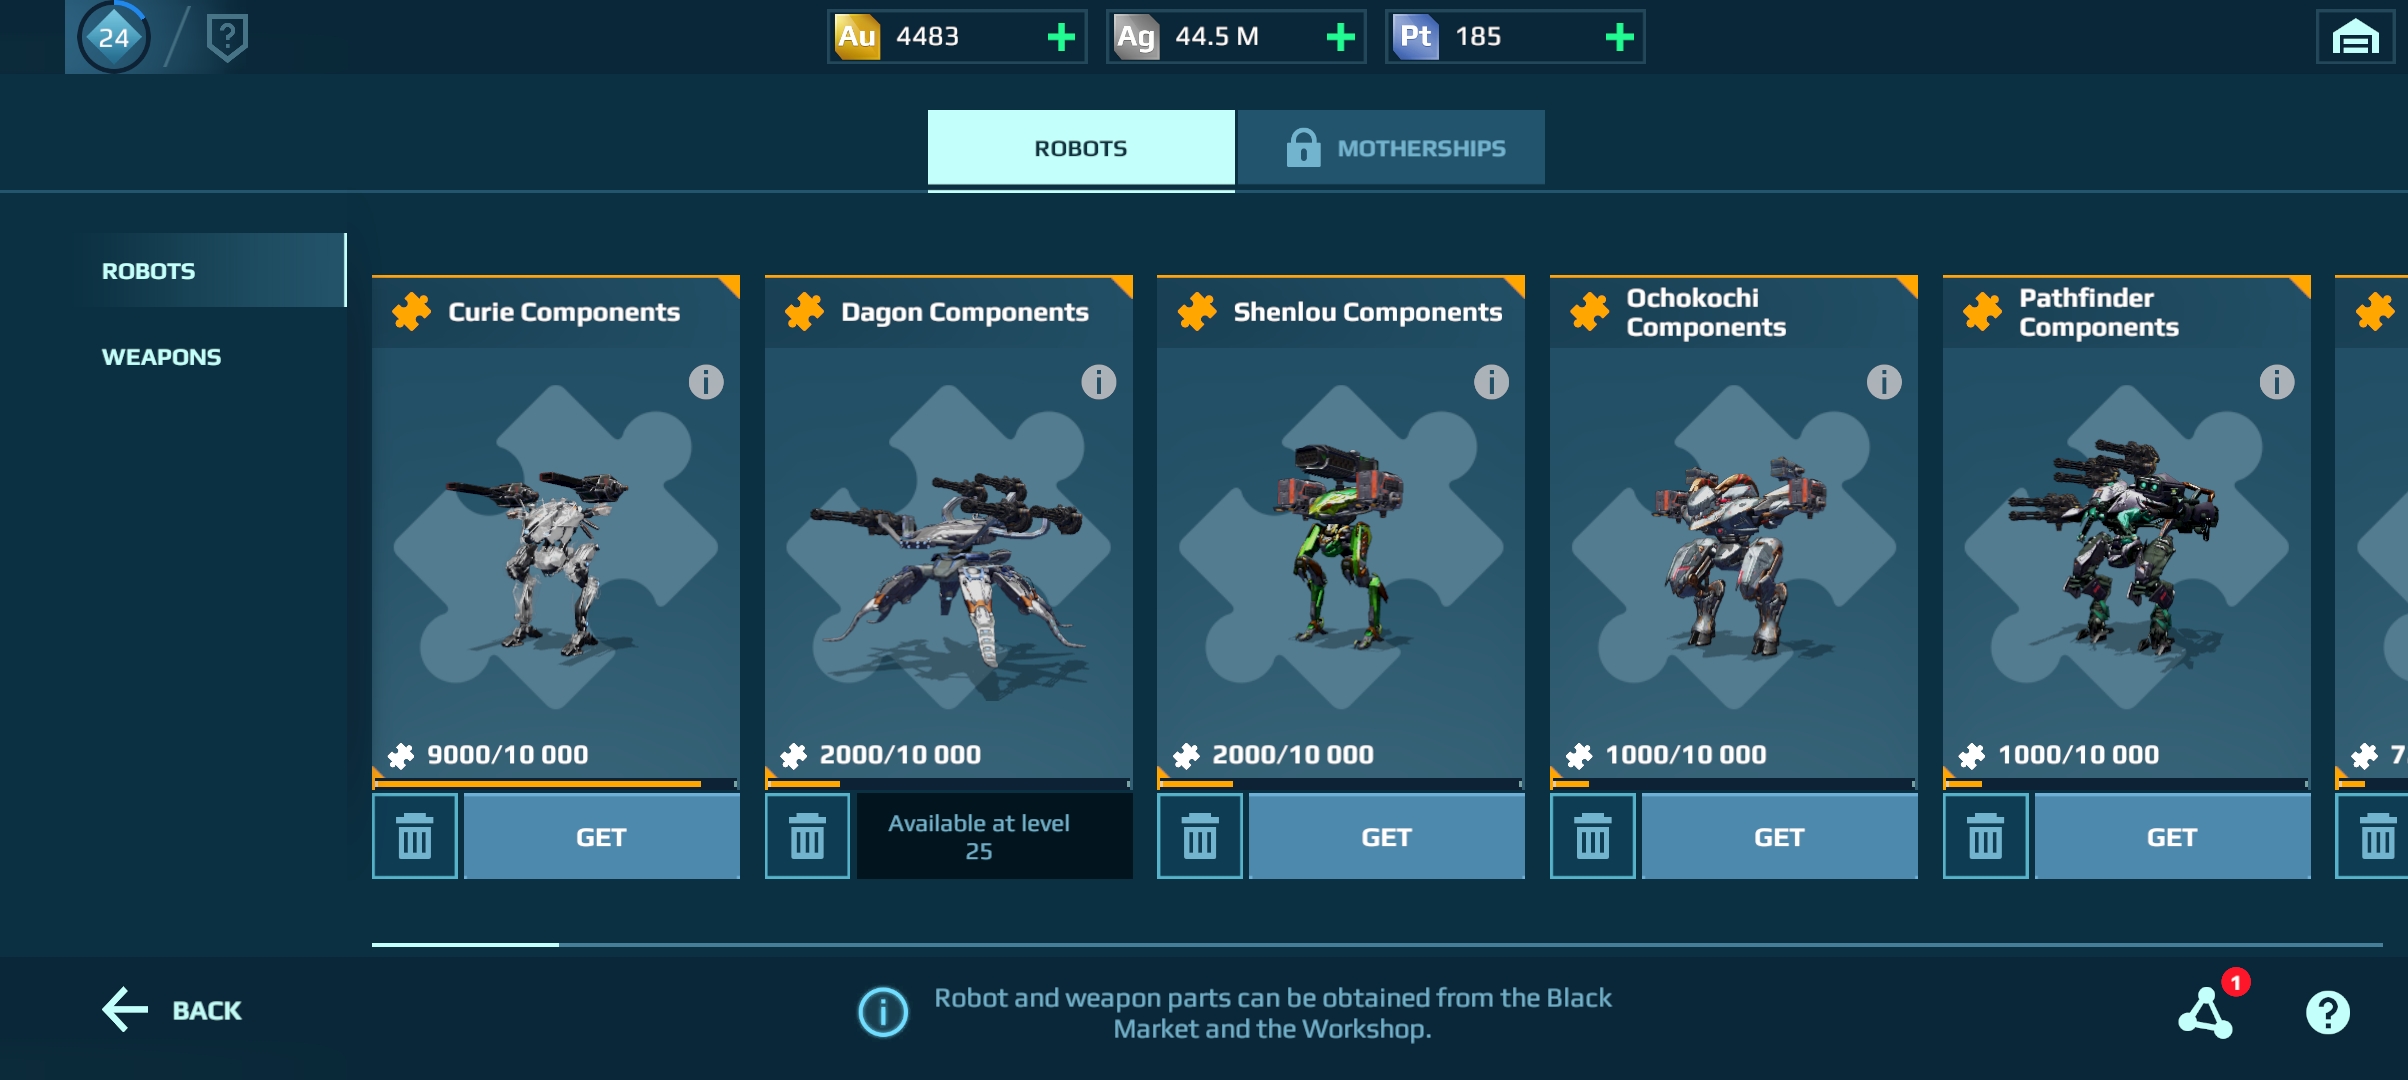 24
?
Au 4483
Ag 44.5 M
Pt 185
ROBOTS
MOTHERSHIPS
ROBOTS
WEAPONS
Curie Components
i
9000/10 000
GET
Dagon Components
i
2000/10 000
Available at level
25
Shenlou Components
i
2000/10 000
GET
Ochokochi
Components
i
1000/10 000
GET
Pathfinder
Components
i
1000/10 000
GET
BACK
i
Robot and weapon parts can be obtained from the Black
Market and the Workshop.
1
?